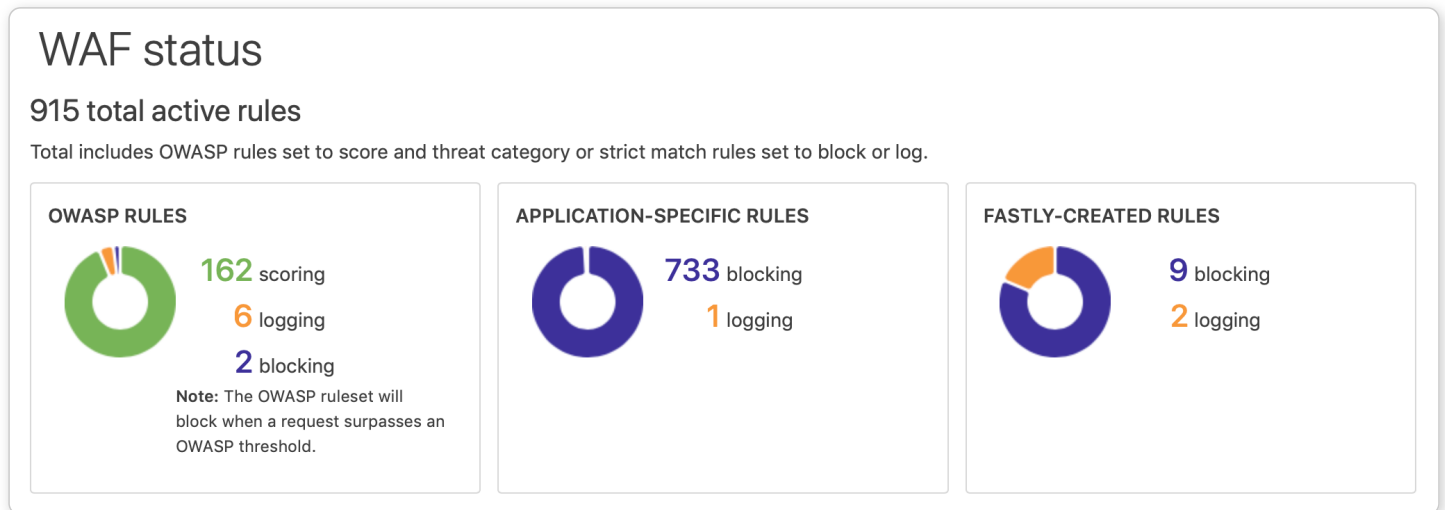 WAF status
915 total active rules
Total includes OWASP rules set to score and threat category or strict match rules set to block or log.
OWASP RULES
162 scoring
6 logging
2 blocking
Note: The OWASP ruleset will
block when a request surpasses an
OWASP threshold.
APPLICATION-SPECIFIC RULES
733 blocking
1 logging
FASTLY-CREATED RULES
9 blocking
2 logging